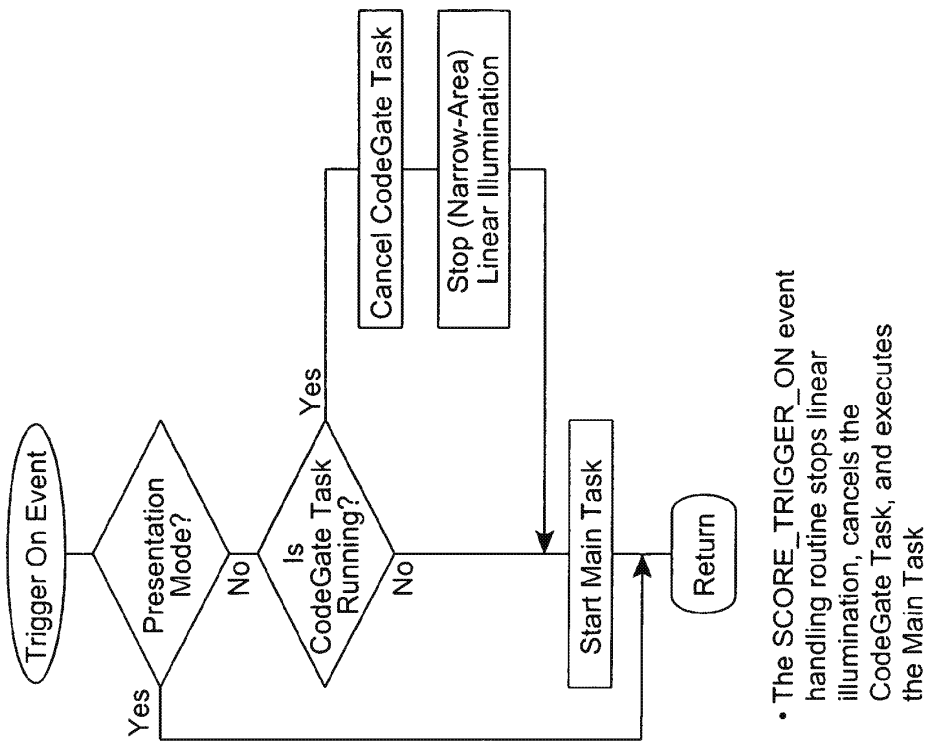 Trigger On Event
Presentation
Mode?
Yes
No
Is
CodeGate Task
Running?
Yes
No
Cancel CodeGate Task
Stop (Narrow-Area)
Linear Illumination
Start Main Task
Return
• The SCORE_TRIGGER_ON event
handling routine stops linear
illumination, cancels the
CodeGate Task, and executes
the Main Task